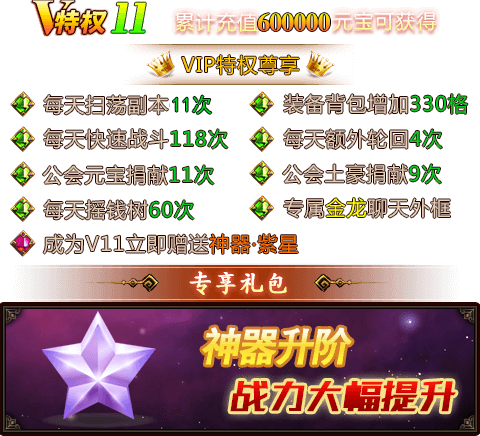 V特权11 累计充值600000元宝可获得
VIP特权尊享
每天扫荡副本11次 装备背包增加330格
每天快速战斗118次 每天额外轮回4次
公会元宝捐献11次 公会土豪捐献9次
每天摇钱树60次 专属金龙聊天外框
成为V11立即赠送神器·紫星
专享礼包
神器升阶
战力大幅提升